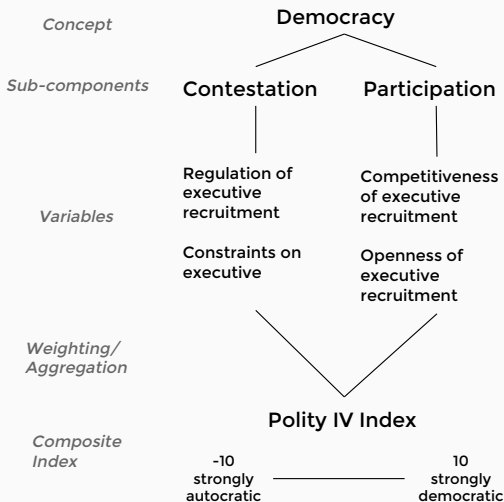 Concept
Democracy
Sub-components
Contestation
Participation
Variables
Regulation of
executive
recruitment
Constraints on
executive
Competitiveness
of executive
recruitment
Openness of
executive
recruitment
Weighting/
Aggregation
Polity IV Index
Composite
Index
-10
strongly
autocratic
10
strongly
democratic